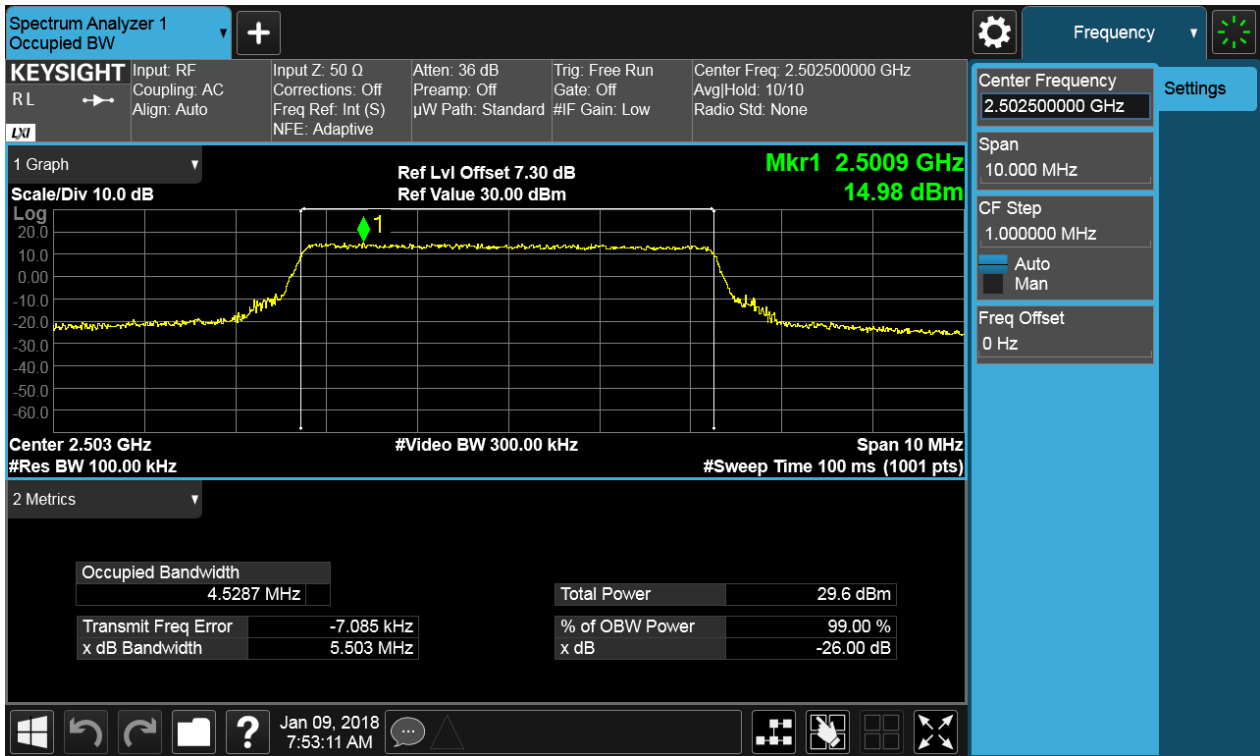 Spectrum Analyzer 1
Occupied BW
+
Frequency
KEYSIGHT
R L
LXI
Input: RF
Coupling: AC
Align: Auto
Input Z: 50 Ω
Corrections: Off
Freq Ref: Int (S)
NFE: Adaptive
Atten: 36 dB
Preamp: Off
µW Path: Standard
Trig: Free Run
Gate: Off
#IF Gain: Low
Center Freq: 2.502500000 GHz
Avg|Hold: 10/10
Radio Std: None
Center Frequency
2.502500000 GHz
Settings
Span
10.000 MHz
CF Step
1.000000 MHz
Auto
Man
Freq Offset
0 Hz
1 Graph
Scale/Div 10.0 dB
Ref Lvl Offset 7.30 dB
Ref Value 30.00 dBm
Mkr1 2.5009 GHz
14.98 dBm
Log
1
20.0
10.0
0.00
-10.0
-20.0
-30.0
-40.0
-50.0
-60.0
Center 2.503 GHz
#Video BW 300.00 kHz
Span 10 MHz
#Res BW 100.00 kHz
#Sweep Time 100 ms (1001 pts)
2 Metrics
Occupied Bandwidth
4.5287 MHz
Total Power 29.6 dBm
Transmit Freq Error -7.085 kHz
% of OBW Power 99.00 %
x dB Bandwidth 5.503 MHz
x dB -26.00 dB
?
Jan 09, 2018
7:53:11 AM